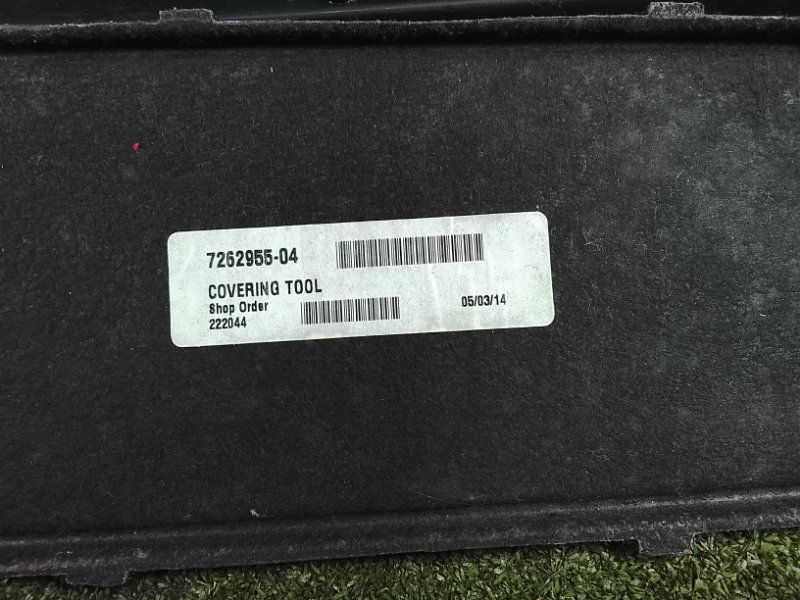 7262955-04
COVERING TOOL
Shop Order
222044
05/03/14